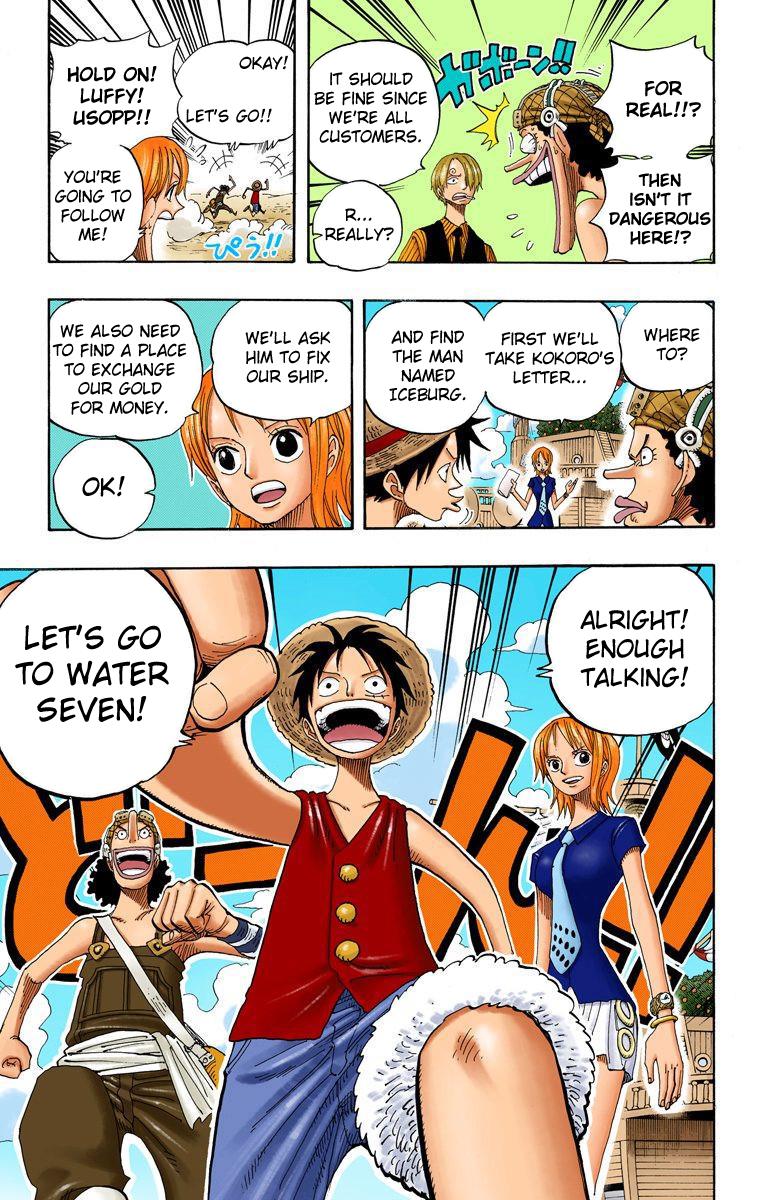 FOR
REAL!!?
THEN
ISN'T IT
DANGEROUS
HERE!?
ガボーン!!
IT SHOULD
BE FINE SINCE
WE'RE ALL
CUSTOMERS.
R...
REALLY?
OKAY!
LET'S GO!!
ぴう!!
HOLD ON!
LUFFY!
USOPP!!
YOU'RE
GOING TO
FOLLOW
ME!
WHERE
TO?
FIRST WE'LL
TAKE KOKORO'S
LETTER...
AND FIND
THE MAN
NAMED
ICEBURG.
WE'LL ASK
HIM TO FIX
OUR SHIP.
WE ALSO NEED
TO FIND A PLACE
TO EXCHANGE
OUR GOLD
FOR MONEY.
OK!
ALRIGHT!
ENOUGH
TALKING!
LET'S GO
TO WATER
SEVEN!
どーん!!